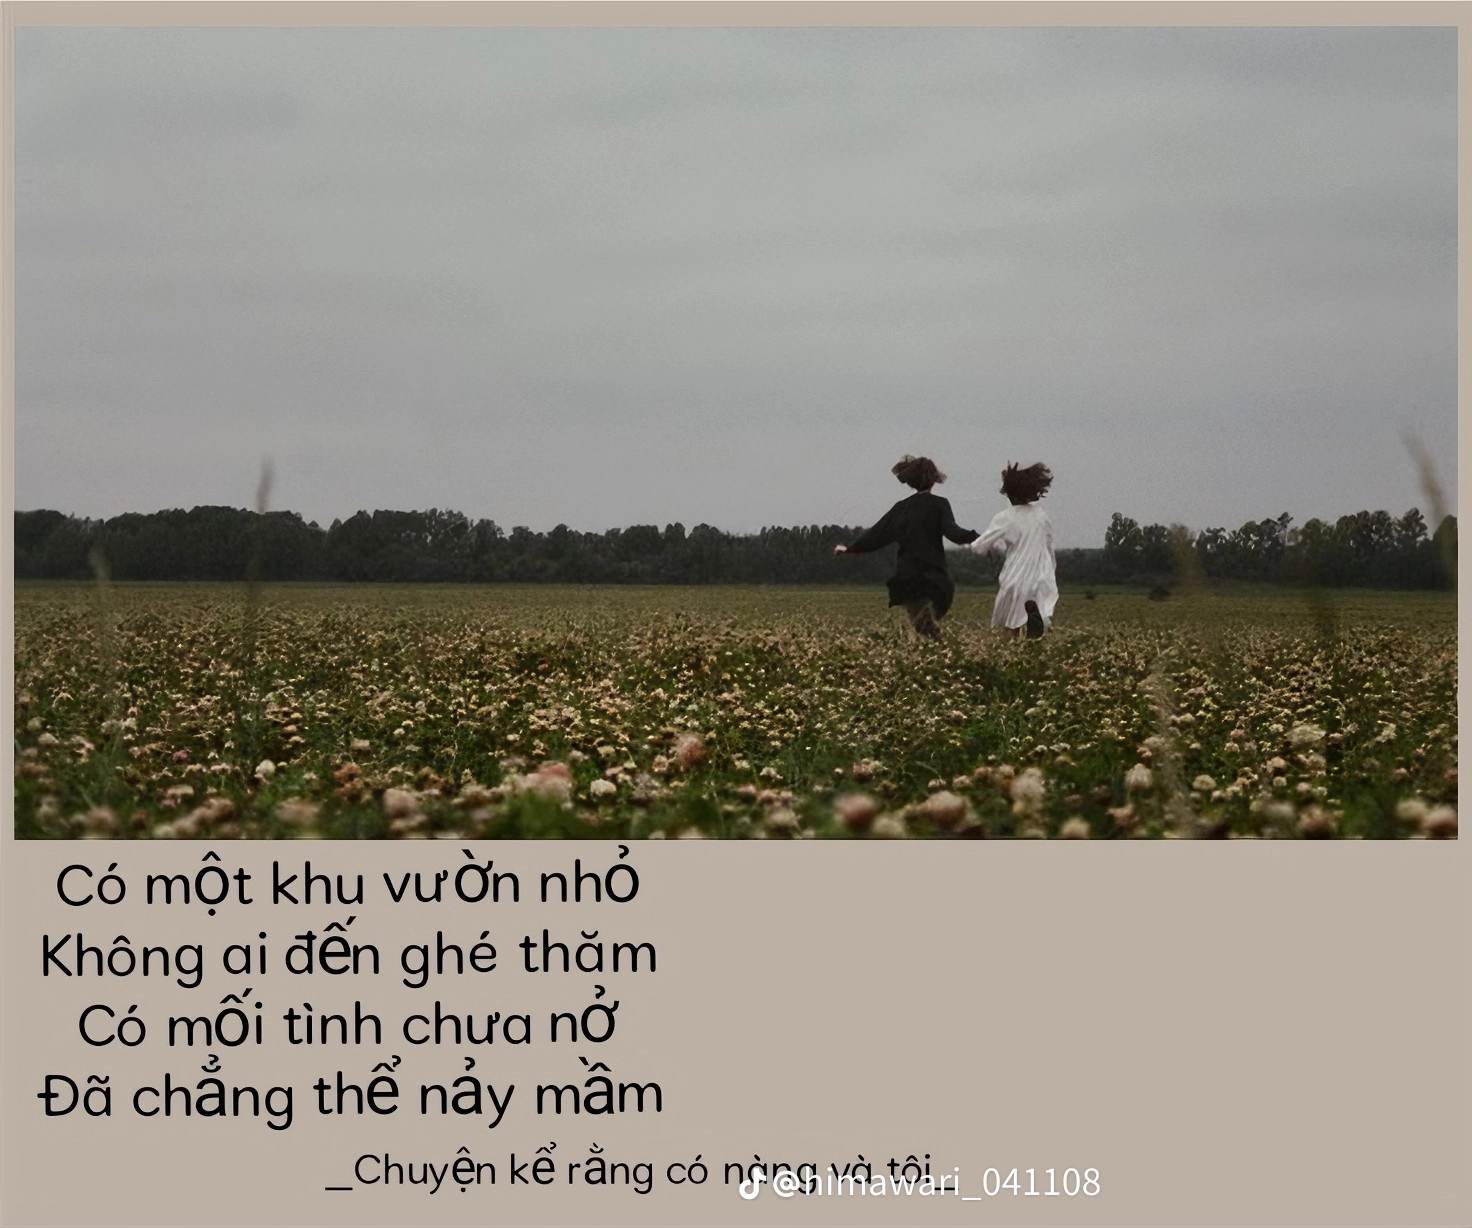 Có một khu vườn nhỏ
Không ai đến ghé thăm
Có mối tình chưa nở
Đã chẳng thể nảy mầm
_Chuyện kể rằng có nàng và tôi_
@himawari_041108